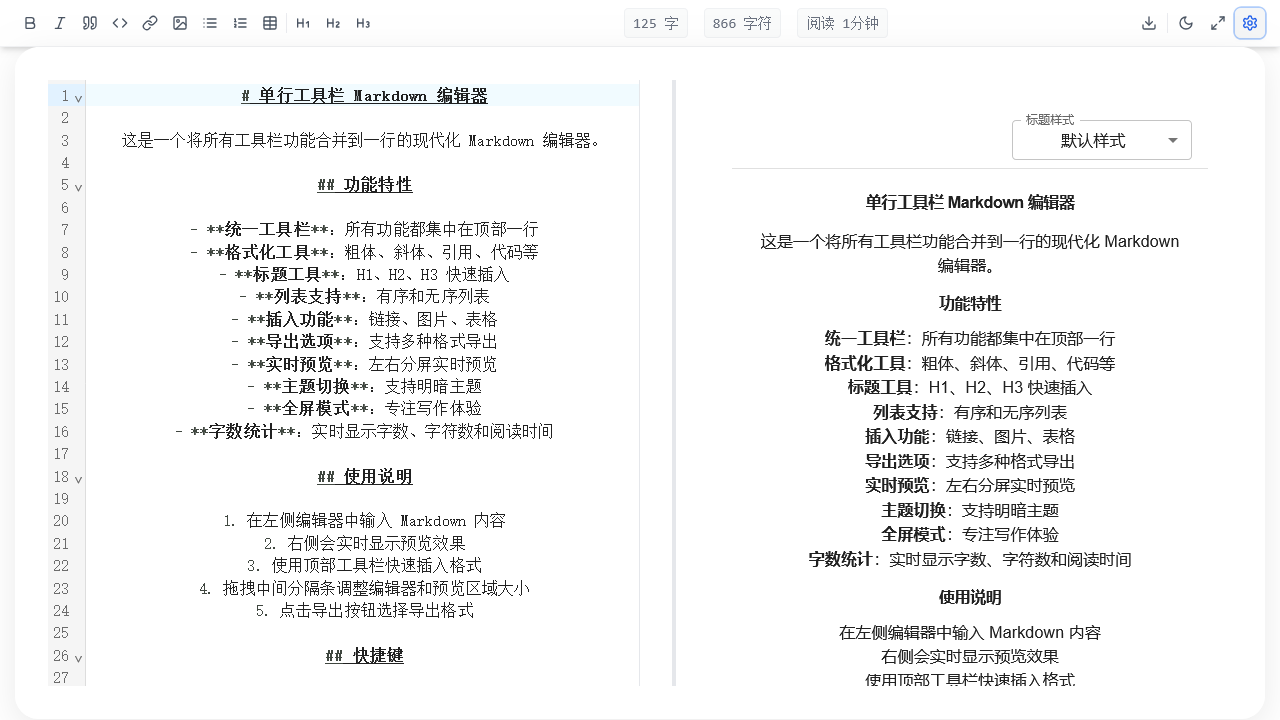 H1 H2 H3 125 字 866 字符 阅读 1分钟
1 # 单行工具栏 Markdown 编辑器
2
3 这是一个将所有工具栏功能合并到一行的现代化 Markdown 编辑器。
4
5 ## 功能特性
6
7 - **统一工具栏**: 所有功能都集中在顶部一行
8 - **格式化工具**: 粗体、斜体、引用、代码等
9 - **标题工具**: H1、H2、H3 快速插入
10 - **列表支持**: 有序和无序列表
11 - **插入功能**: 链接、图片、表格
12 - **导出选项**: 支持多种格式导出
13 - **实时预览**: 左右分屏实时预览
14 - **主题切换**: 支持明暗主题
15 - **全屏模式**: 专注写作体验
16 - **字数统计**: 实时显示字数、字符数和阅读时间
17
18 ## 使用说明
19
20 1. 在左侧编辑器中输入 Markdown 内容
21 2. 右侧会实时显示预览效果
22 3. 使用顶部工具栏快速插入格式
23 4. 拖拽中间分隔条调整编辑器和预览区域大小
24 5. 点击导出按钮选择导出格式
25
26 ## 快捷键
27
标题样式
默认样式
单行工具栏 Markdown 编辑器
这是一个将所有工具栏功能合并到一行的现代化 Markdown
编辑器。
功能特性
统一工具栏: 所有功能都集中在顶部一行
格式化工具: 粗体、斜体、引用、代码等
标题工具: H1、H2、H3 快速插入
列表支持: 有序和无序列表
插入功能: 链接、图片、表格
导出选项: 支持多种格式导出
实时预览: 左右分屏实时预览
主题切换: 支持明暗主题
全屏模式: 专注写作体验
字数统计: 实时显示字数、字符数和阅读时间
使用说明
在左侧编辑器中输入 Markdown 内容
右侧会实时显示预览效果
使用顶部工具栏快速插入格式